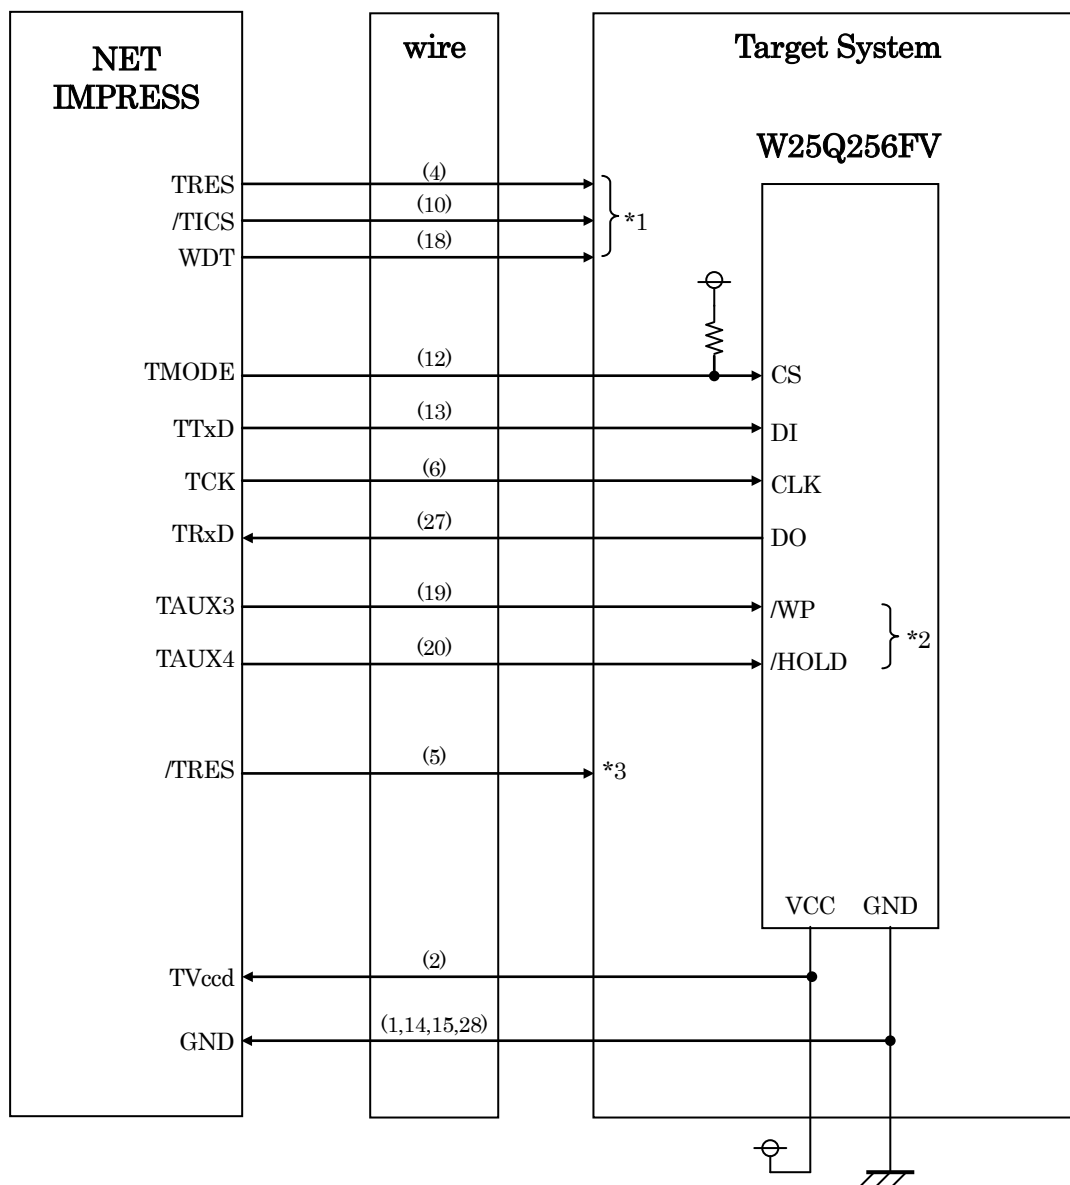 NET
IMPRESS
wire
Target System
W25Q256FV
TRES (4)
/TICS (10) *1
WDT (18)
TMODE (12) CS
TTxD (13) DI
TCK (6) CLK
TRxD (27) DO
TAUX3 (19) /WP
*2
TAUX4 (20) /HOLD
/TRES (5) *3
VCC GND
TVccd (2)
GND (1,14,15,28)